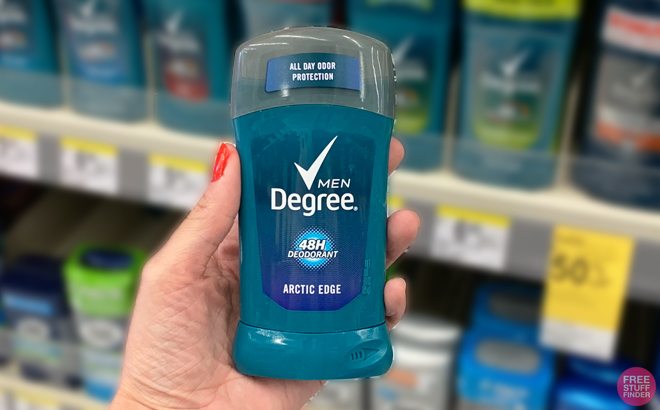 ALL DAY ODOR
PROTECTION
MEN
Degree®
48H
DEODORANT
ARCTIC EDGE
50
FREE
STUFF
FINDER